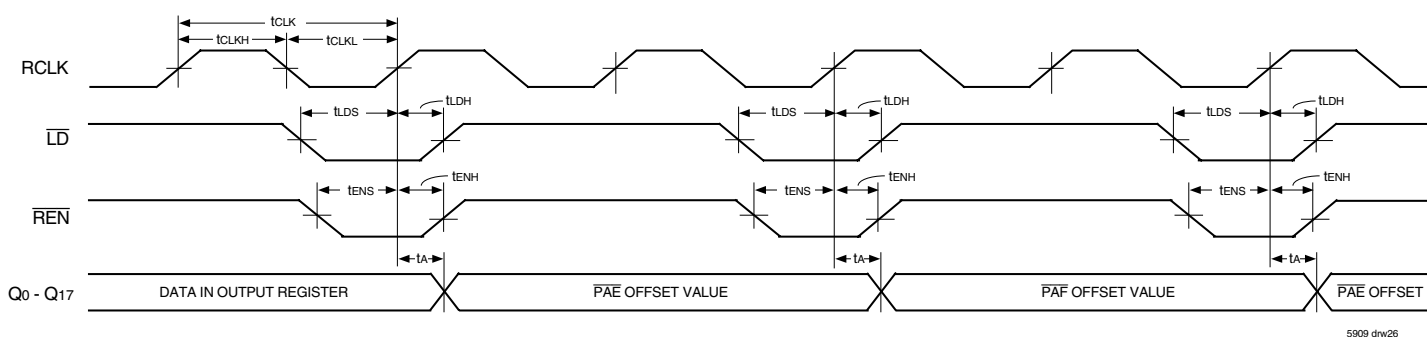 tCLK
tCLKH
tCLKL
RCLK
tLDS
tLDH
tLDS
tLDH
tLDS
tLDH
LD
tENS
tENH
tENS
tENH
tENS
tENH
REN
tA
tA
tA
Q0 - Q17
DATA IN OUTPUT REGISTER
PAE OFFSET VALUE
PAF OFFSET VALUE
PAE OFFSET
5909 drw26